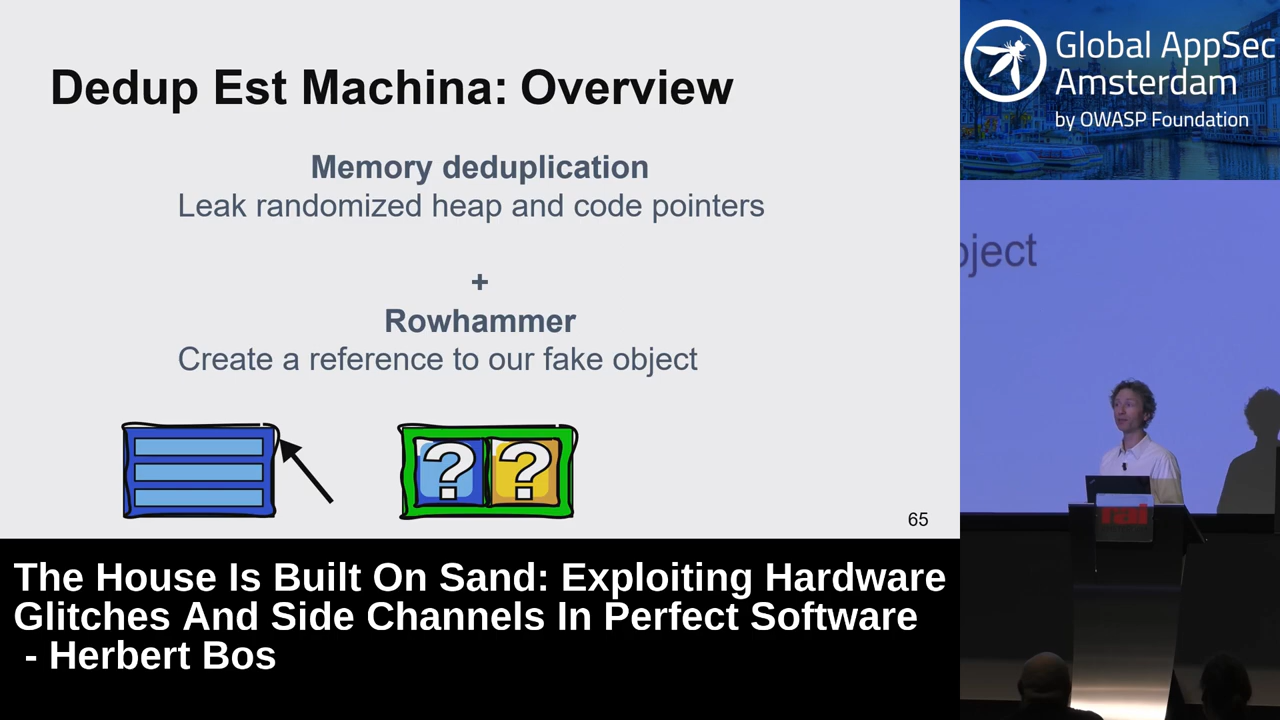 Dedup Est Machina: Overview
Memory deduplication
Leak randomized heap and code pointers
+
Rowhammer
Create a reference to our fake object
? ?
65
Global AppSec
Amsterdam
by OWASP Foundation
bject
rai
The House Is Built On Sand: Exploiting Hardware
Glitches And Side Channels In Perfect Software
- Herbert Bos